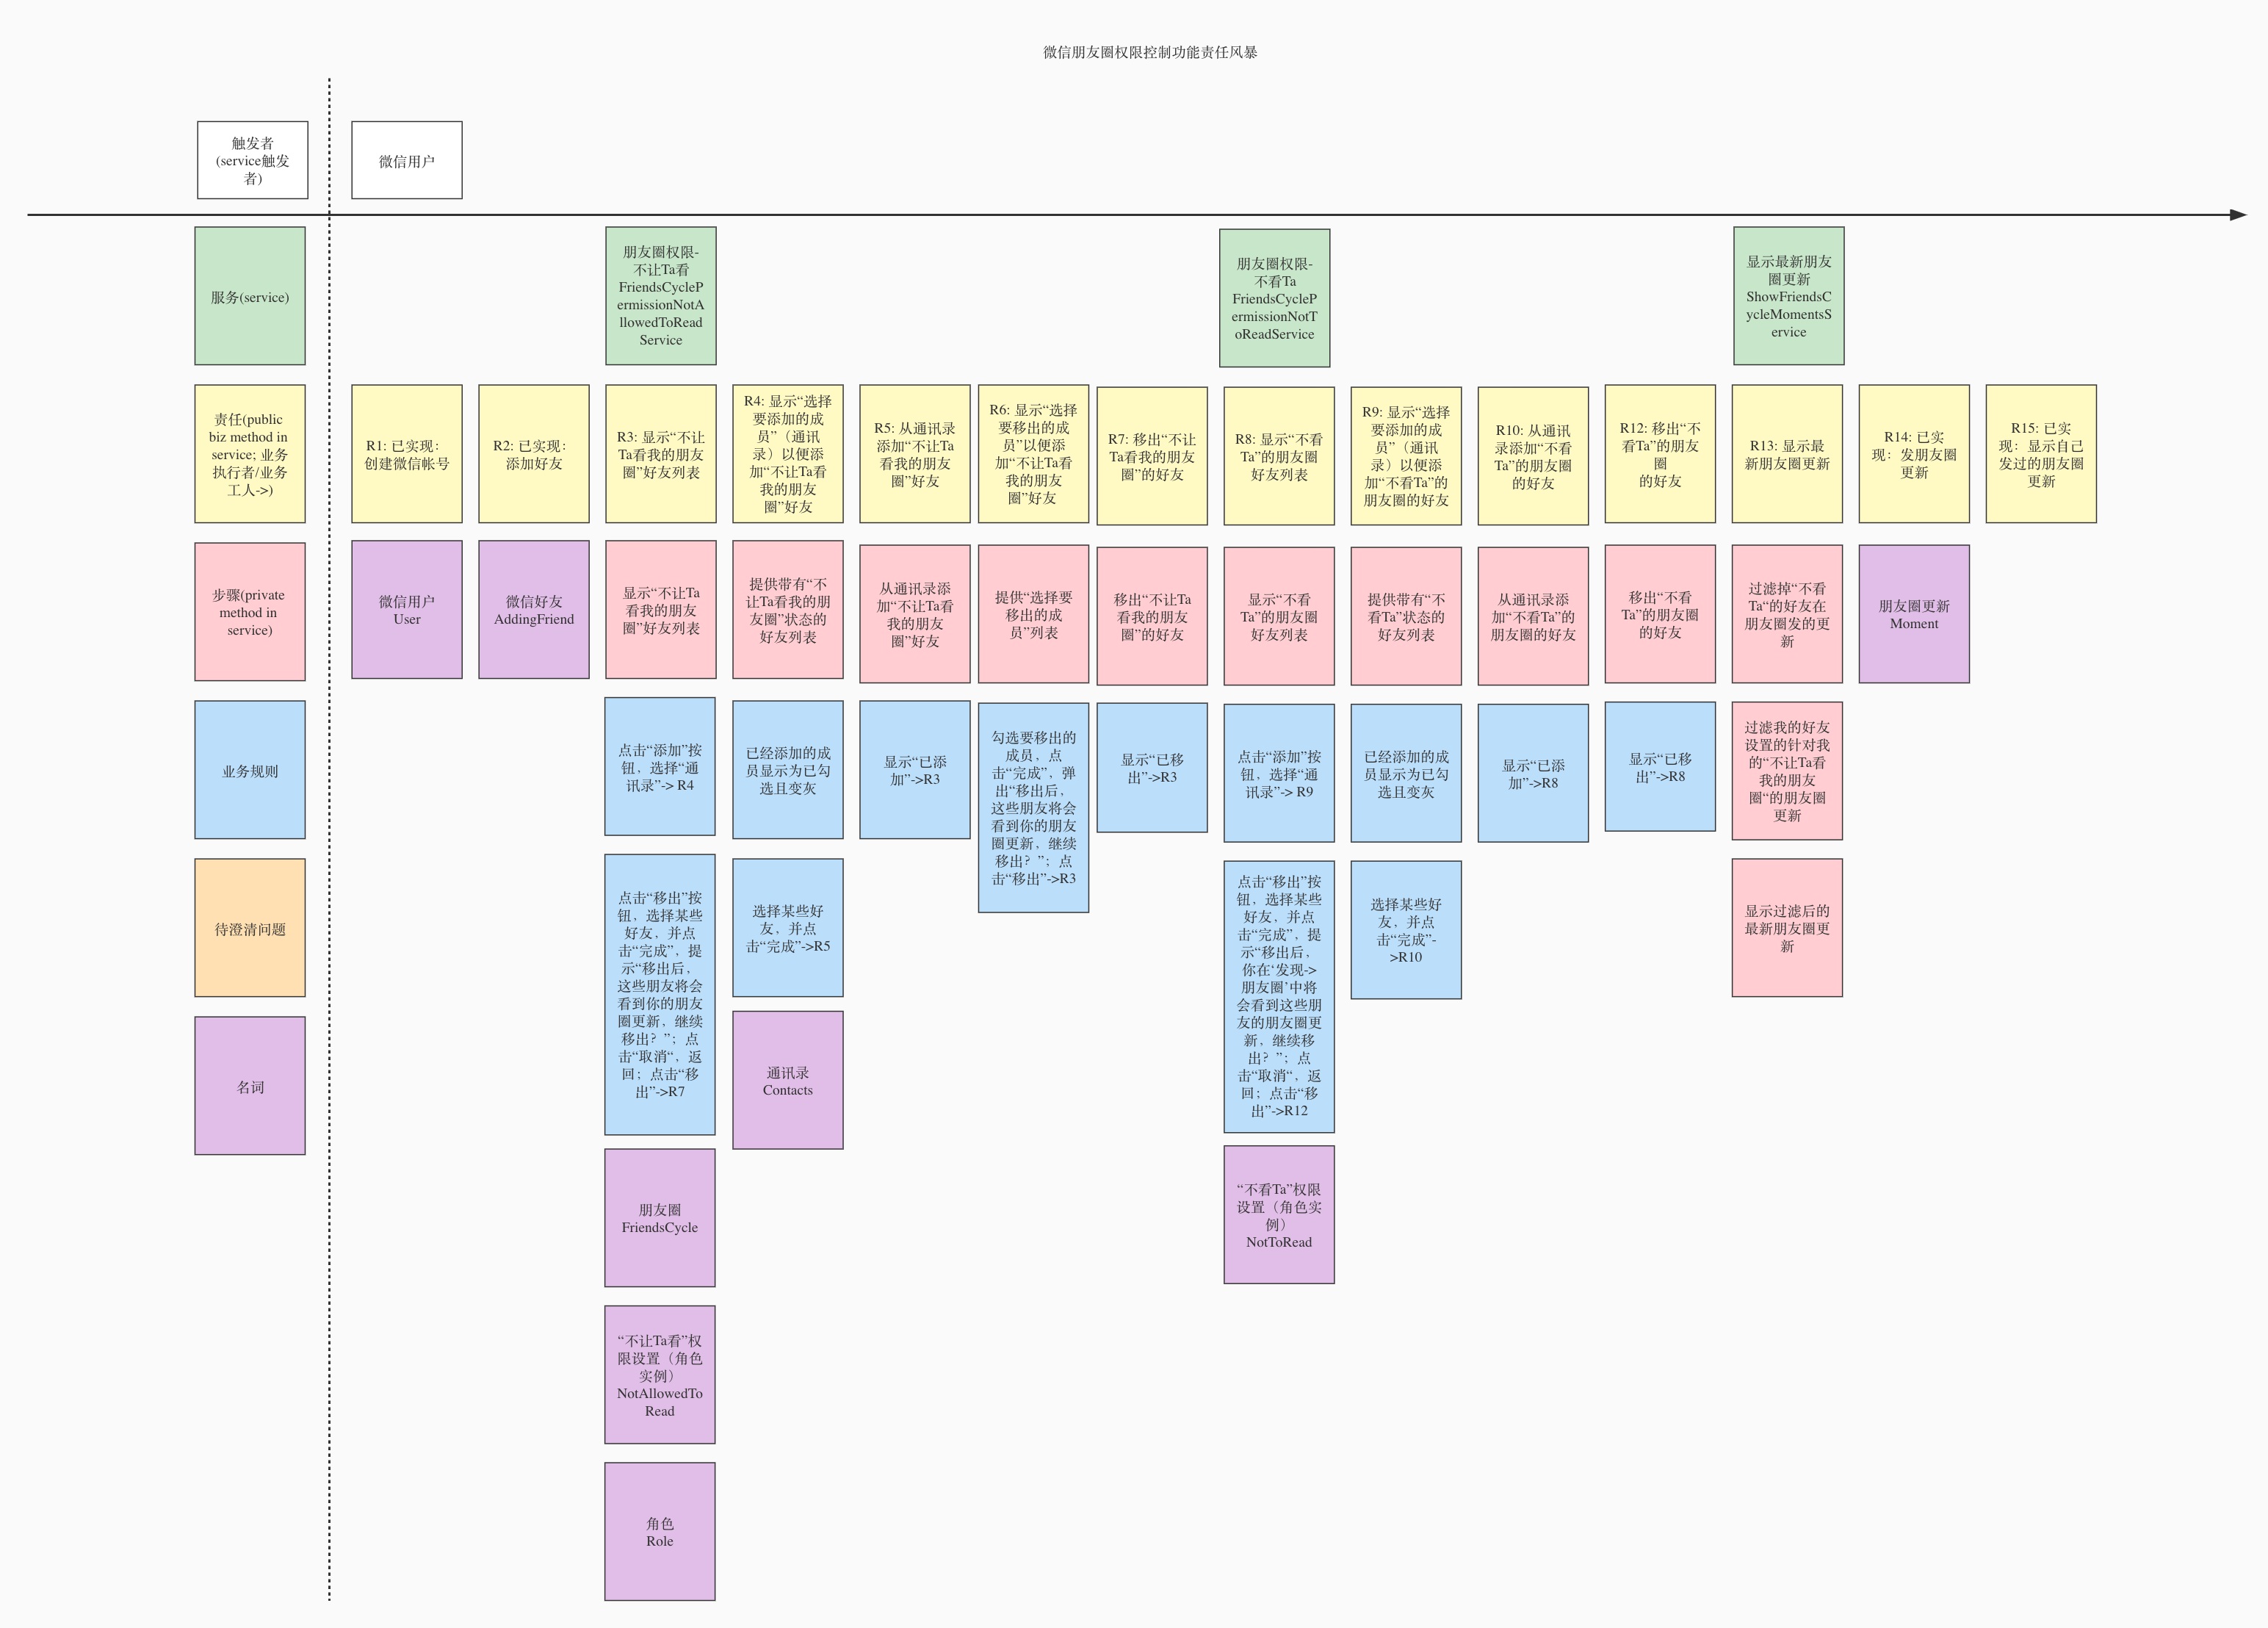 微信朋友圈权限控制功能责任风暴
触发者
(service触发
者)
微信用户
服务(service)
朋友圈权限-
不让Ta看
FriendsCycleP
ermissionNotA
llowedToRead
Service
朋友圈权限-
不看Ta
FriendsCycleP
ermissionNotT
oReadService
显示最新朋友
圈更新
ShowFriendsC
ycleMomentsS
ervice
责任(public
biz method in
service; 业务
执行者/业务
工人->)
R1: 已实现：
创建微信帐号
R2: 已实现：
添加好友
R3: 显示“不让
Ta看我的朋友
圈”好友列表
R4: 显示“选择
要添加的成
员”（通讯
录）以便添
加“不让Ta看
我的朋友
圈”好友
R5: 从通讯录
添加“不让Ta
看我的朋友
圈”好友
R6: 显示“选择
要移出的成
员”以便添
加“不让Ta看
我的朋友
圈”好友
R7: 移出“不让
Ta看我的朋友
圈”的好友
R8: 显示“不看
Ta”的朋友圈
好友列表
R9: 显示“选择
要添加的成
员”（通讯
录）以便添
加“不看Ta”的
朋友圈的好友
R10: 从通讯
录添加“不看
Ta”的朋友圈
的好友
R12: 移出“不
看Ta”的朋友
圈
的好友
R13: 显示最
新朋友圈更新
R14: 已实
现：发朋友圈
更新
R15: 已实
现：显示自己
发过的朋友圈
更新
步骤(private
method in
service)
微信用户
User
微信好友
AddingFriend
显示“不让Ta
看我的朋友
圈”好友列表
提供带有“不
让Ta看我的朋
友圈”状态的
好友列表
从通讯录添
加“不让Ta看
我的朋友
圈”好友
提供“选择要
移出的成
员”列表
移出“不让Ta
看我的朋友
圈”的好友
显示“不看
Ta”的朋友圈
好友列表
提供带有“不
看Ta”状态的
好友列表
从通讯录添
加“不看Ta”的
朋友圈的好友
移出“不看
Ta”的朋友圈
的好友
过滤掉“不看
Ta“的好友在
朋友圈发的更
新
朋友圈更新
Moment
业务规则
点击“添加”按
钮，选择“通
讯录”-> R4
已经添加的成
员显示为已勾
选且变灰
显示“已添
加”->R3
勾选要移出的
成员，点
击“完成”，弹
出“移出后，
这些朋友将会
看到你的朋友
圈更新，继续
移出？”；点
击“移出”->R3
显示“已移
出”->R3
点击“添加”按
钮，选择“通
讯录”-> R9
已经添加的成
员显示为已勾
选且变灰
显示“已添
加”->R8
显示“已移
出”->R8
过滤我的好友
设置的针对我
的“不让Ta看
我的朋友
圈“的朋友圈
更新
待澄清问题
点击“移出”按
钮，选择某些
好友，并点
击“完成”，提
示“移出后，
这些朋友将会
看到你的朋友
圈更新，继续
移出？”；点
击“取消“，返
回；点击“移
出”->R7
选择某些好
友，并点
击“完成”->R5
点击“移出”按
钮，选择某些
好友，并点
击“完成”，提
示“移出后，
你在‘发现->
朋友圈’中将
会看到这些朋
友的朋友圈更
新，继续移
出？”；点
击“取消“，返
回；点击“移
出”->R12
选择某些好
友，并点
击“完成”-
>R10
显示过滤后的
最新朋友圈更
新
名词
通讯录
Contacts
朋友圈
FriendsCycle
“不看Ta”权限
设置（角色实
例）
NotToRead
“不让Ta看”权
限设置（角色
实例）
NotAllowedTo
Read
角色
Role